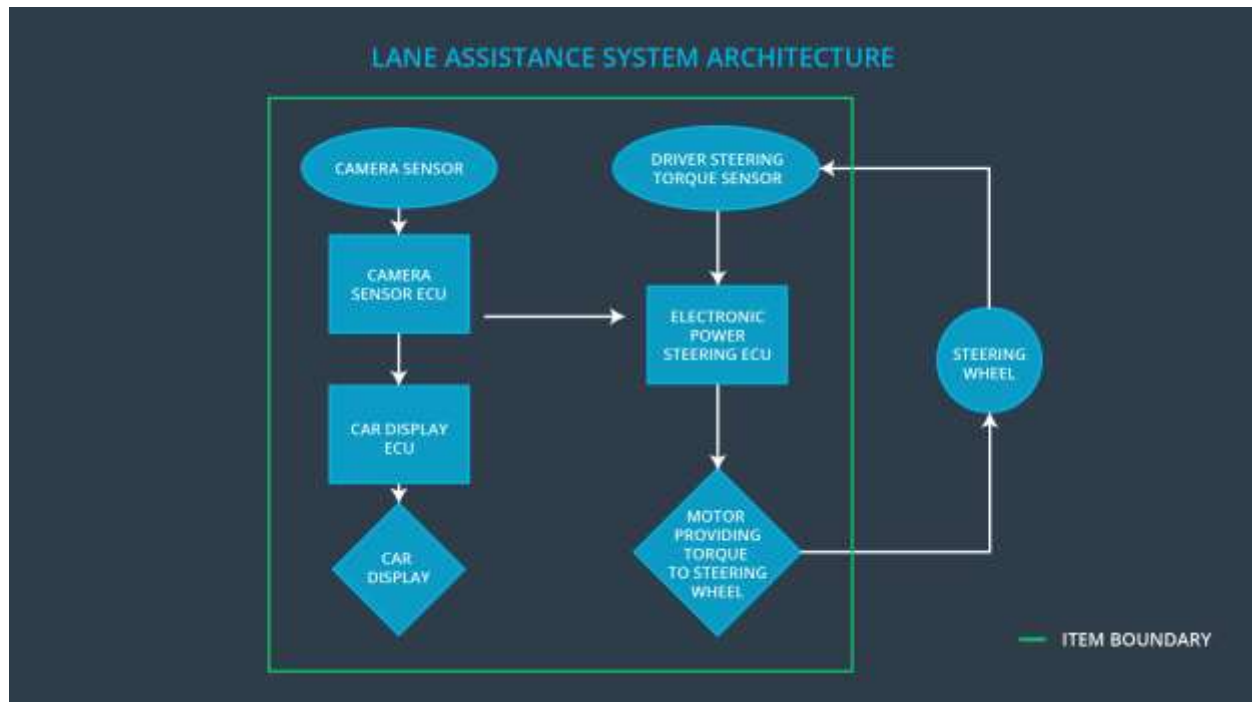 LANE ASSISTANCE SYSTEM ARCHITECTURE
CAMERA SENSOR
CAMERA
SENSOR ECU
CAR DISPLAY
ECU
CAR
DISPLAY
DRIVER STEERING
TORQUE SENSOR
ELECTRONIC
POWER
STEERING ECU
MOTOR
PROVIDING
TORQUE
TO STEERING
WHEEL
STEERING
WHEEL
ITEM BOUNDARY